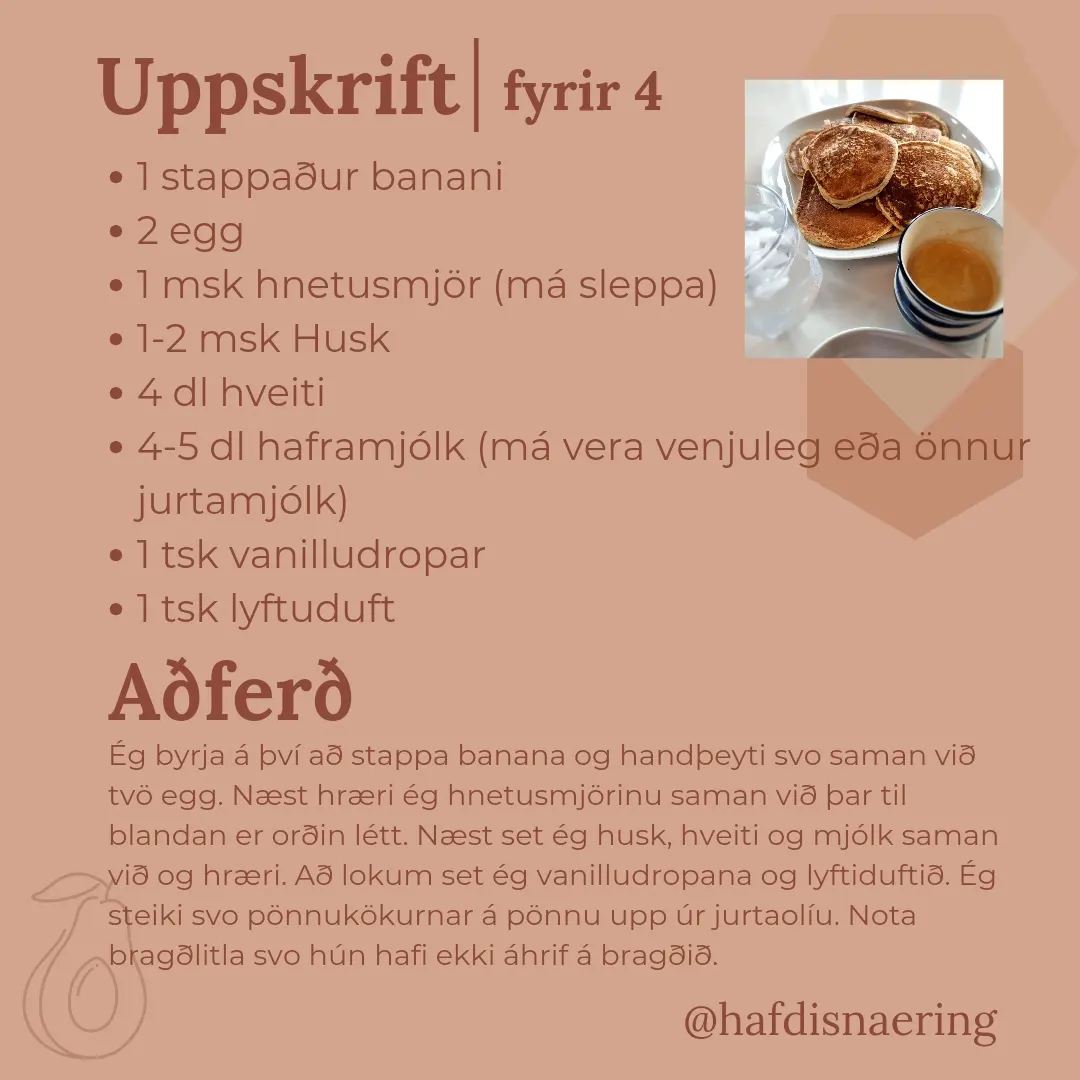 Uppskrift | fyrir 4
• 1 stappaður banani
• 2 egg
• 1 msk hnetusmjör (má sleppa)
• 1-2 msk Husk
• 4 dl hveiti
• 4-5 dl haframjólk (má vera venjuleg eða önnur
jurtamjólk)
• 1 tsk vanilludropar
• 1 tsk lyftuduft
Aðferð
Ég byrja á því að stappa banana og handþeyti svo saman við
tvö egg. Næst hræri ég hnetusmjörinu saman við þar til
blandan er orðin létt. Næst set ég husk, hveiti og mjólk saman
við og hræri. Að lokum set ég vanilludropana og lyftiduftið. Ég
steiki svo pönnukökurnar á pönnu upp úr jurtaolíu. Nota
bragðlitla svo hún hafi ekki áhrif á bragðið.
@hafdisnaering